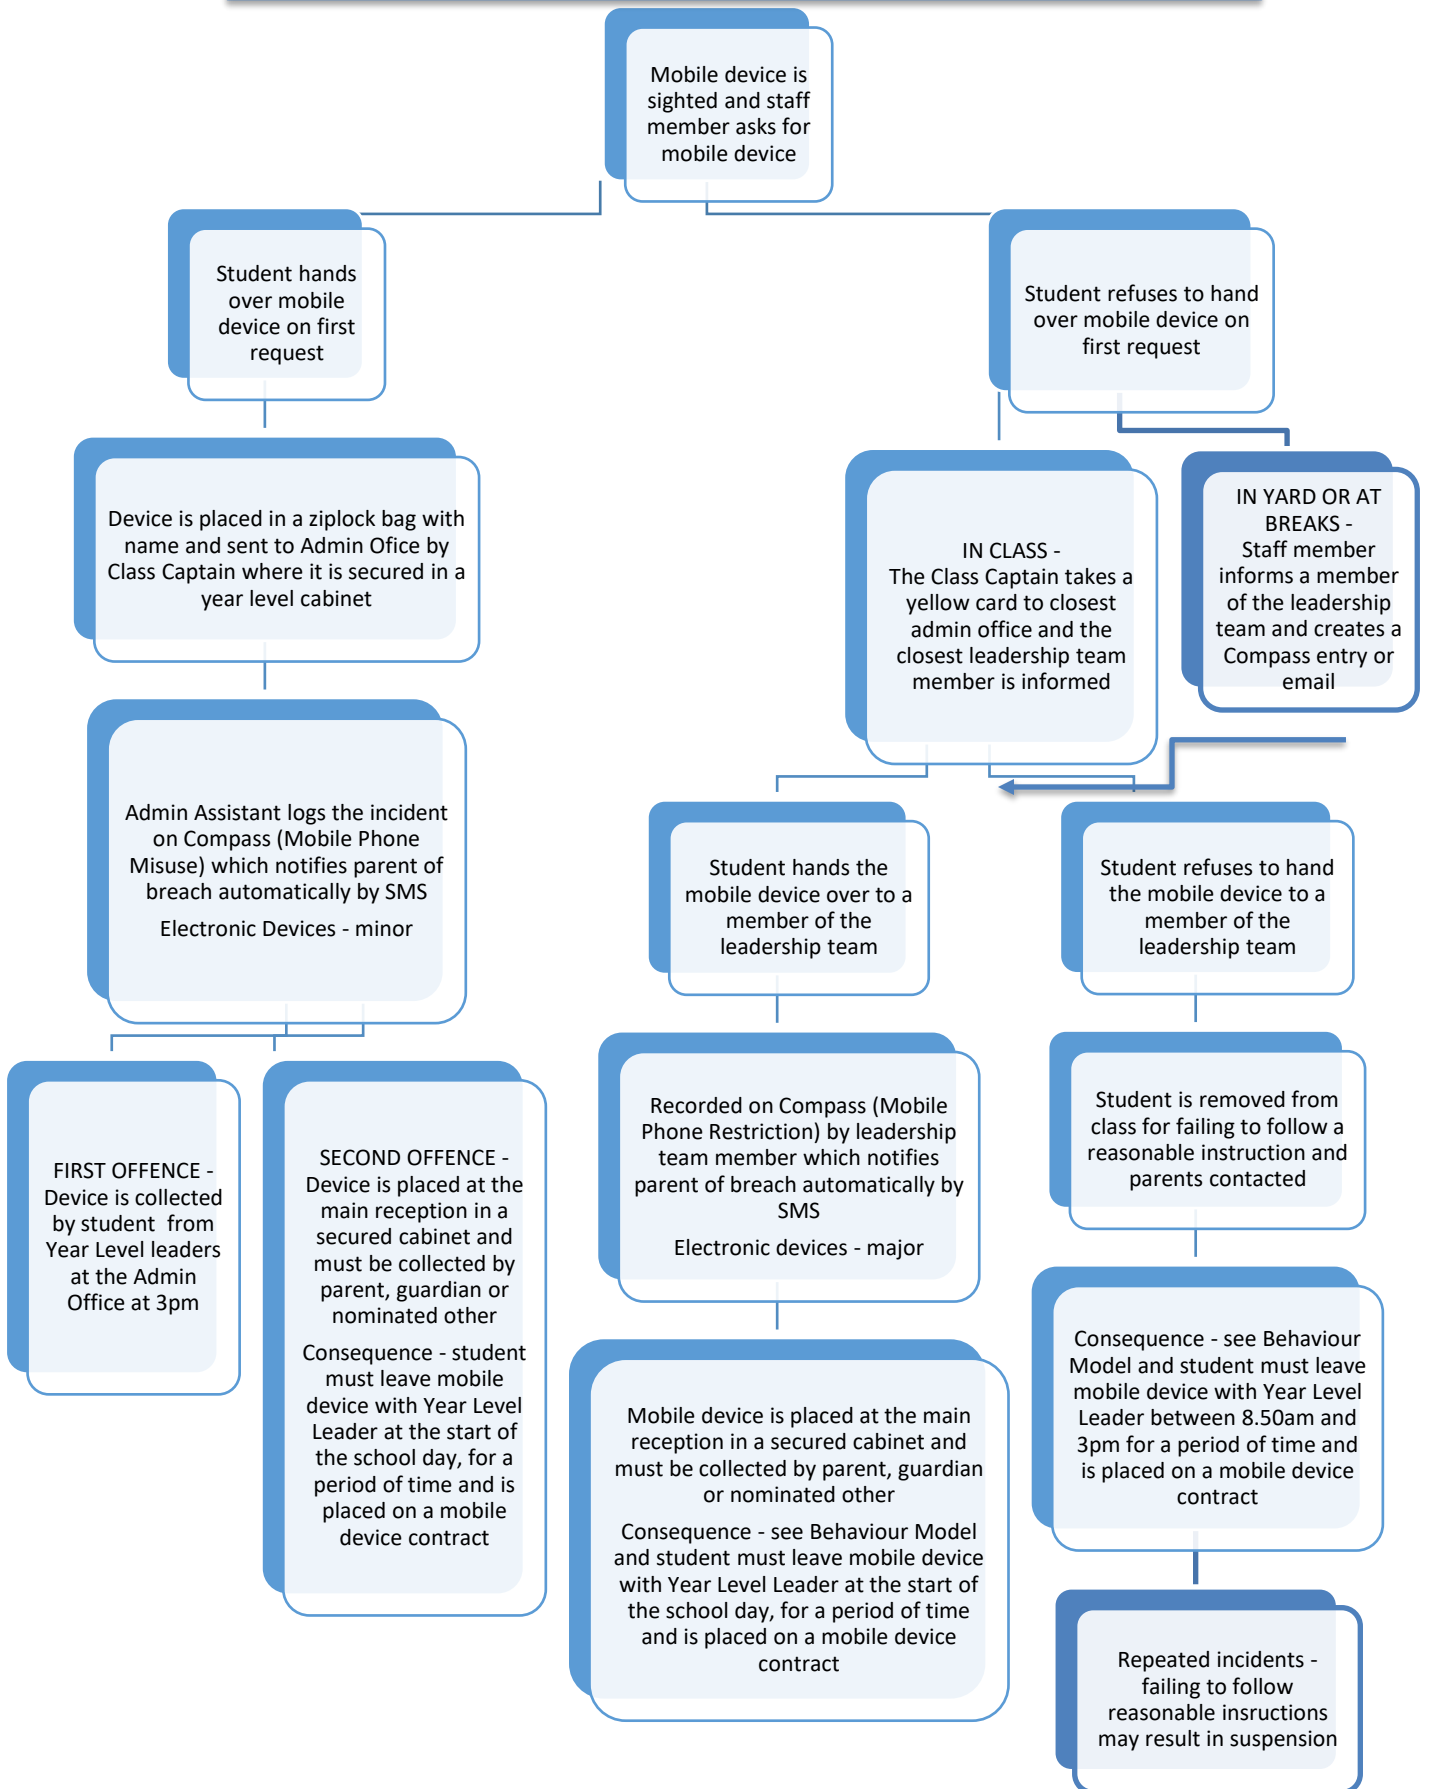 Mobile device is
sighted and staff
member asks for
mobile device
Student hands
over mobile
device on first
request
Student refuses to hand
over mobile device on
first request
Device is placed in a ziplock bag with
name and sent to Admin Ofice by
Class Captain where it is secured in a
year level cabinet
IN CLASS -
The Class Captain takes a
yellow card to closest
admin office and the
closest leadership team
member is informed
IN YARD OR AT
BREAKS -
Staff member
informs a member
of the leadership
team and creates a
Compass entry or
email
Admin Assistant logs the incident
on Compass (Mobile Phone
Misuse) which notifies parent of
breach automatically by SMS
Electronic Devices - minor
Student hands the
mobile device over to a
member of the
leadership team
Student refuses to hand
the mobile device to a
member of the
leadership team
FIRST OFFENCE -
Device is collected
by student from
Year Level leaders
at the Admin
Office at 3pm
SECOND OFFENCE -
Device is placed at the
main reception in a
secured cabinet and
must be collected by
parent, guardian or
nominated other
Consequence - student
must leave mobile
device with Year Level
Leader at the start of
the school day, for a
period of time and is
placed on a mobile
device contract
Recorded on Compass (Mobile
Phone Restriction) by leadership
team member which notifies
parent of breach automatically by
SMS
Electronic devices - major
Student is removed from
class for failing to follow a
reasonable instruction and
parents contacted
Mobile device is placed at the main
reception in a secured cabinet and
must be collected by parent, guardian
or nominated other
Consequence - see Behaviour Model
and student must leave mobile device
with Year Level Leader at the start of
the school day, for a period of time
and is placed on a mobile device
contract
Consequence - see Behaviour
Model and student must leave
mobile device with Year Level
Leader between 8.50am and
3pm for a period of time and
is placed on a mobile device
contract
Repeated incidents -
failing to follow
reasonable insructions
may result in suspension